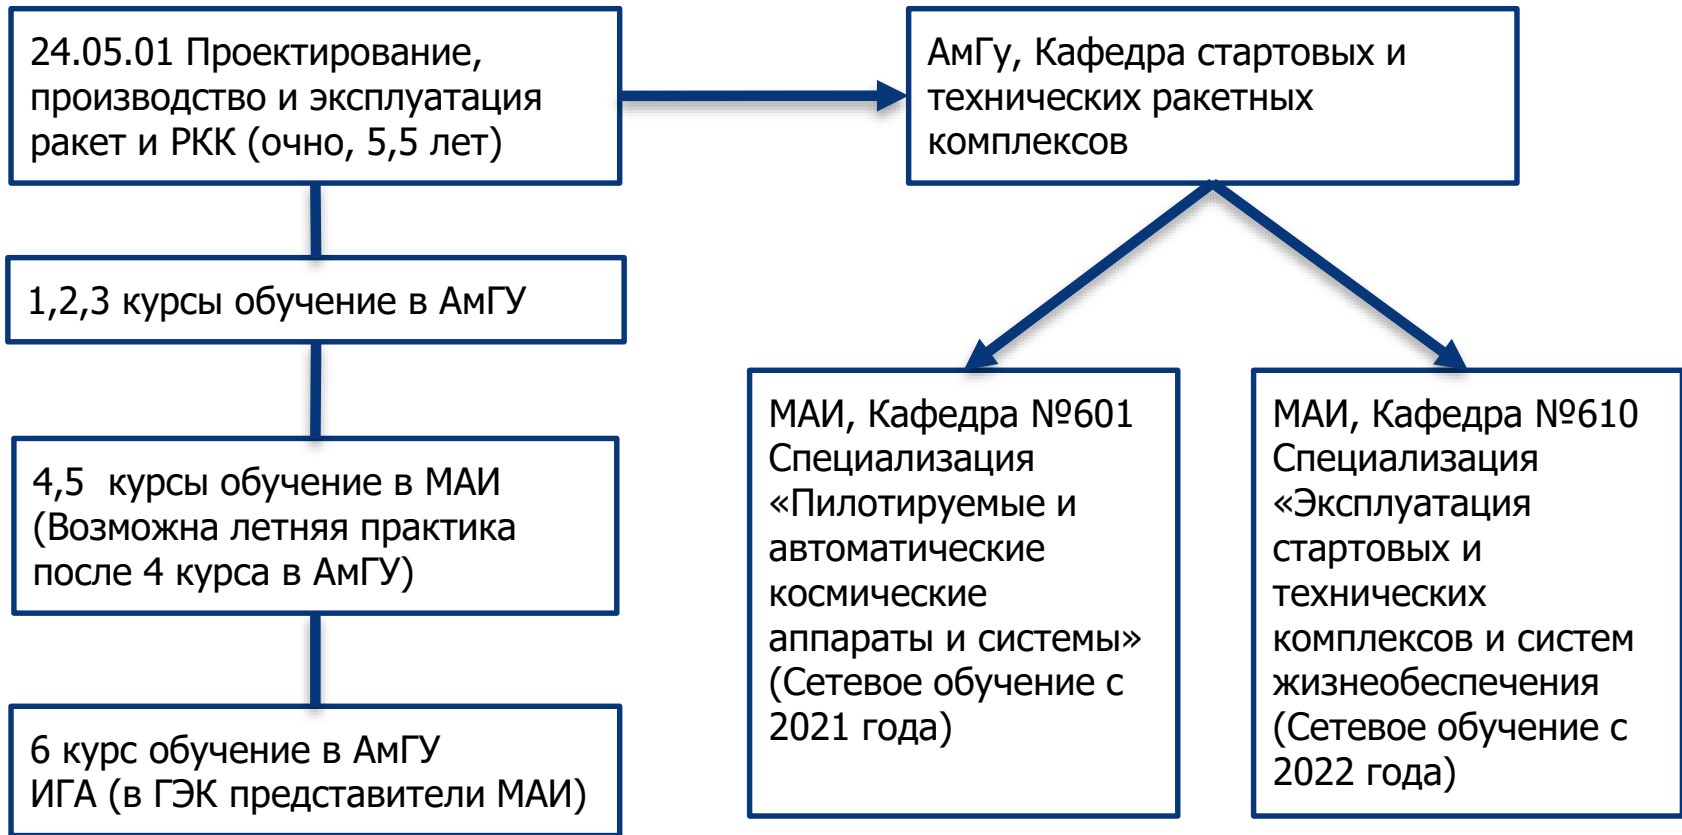 24.05.01 Проектирование,
производство и эксплуатация
ракет и РКК (очно, 5,5 лет)
АмГу, Кафедра стартовых и
технических ракетных
комплексов
1,2,3 курсы обучение в АмГУ
4,5 курсы обучение в МАИ
(Возможна летняя практика
после 4 курса в АмГУ)
6 курс обучение в АмГУ
ИГА (в ГЭК представители МАИ)
МАИ, Кафедра №601
Специализация
«Пилотируемые и
автоматические
космические
аппараты и системы»
(Сетевое обучение с
2021 года)
МАИ, Кафедра №610
Специализация
«Эксплуатация
стартовых и
технических
комплексов и систем
жизнеобеспечения
(Сетевое обучение с
2022 года)